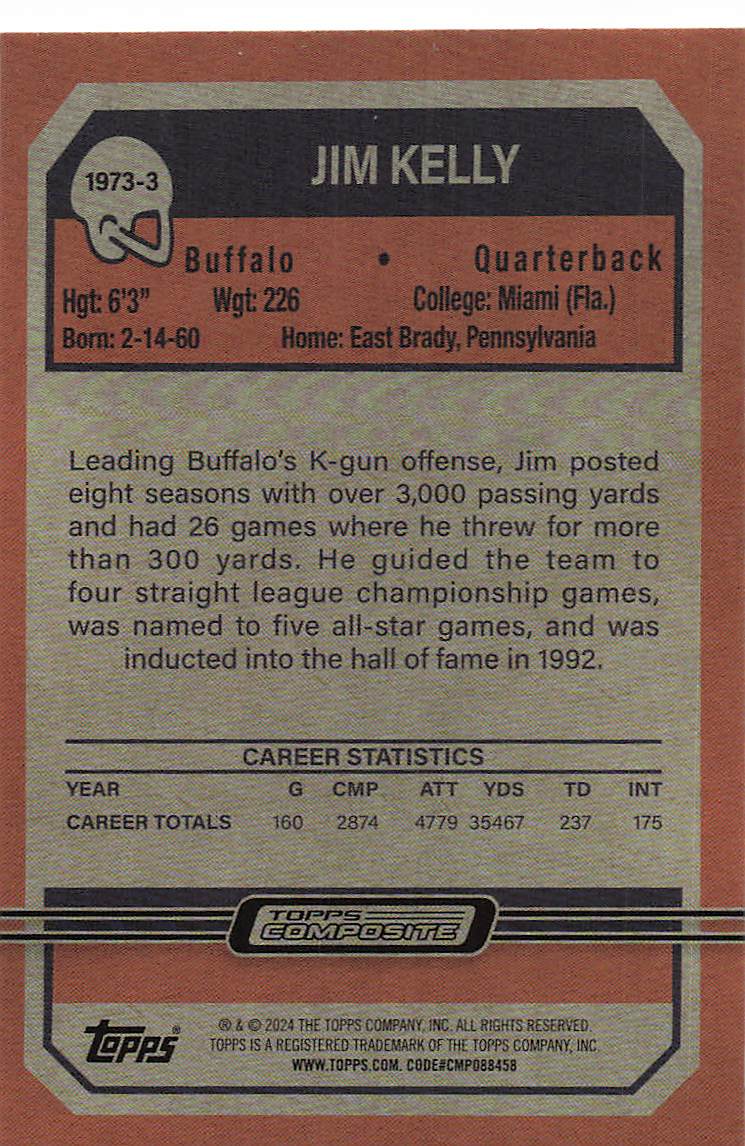 1973-3
JIM KELLY
Buffalo • Quarterback
Hgt: 6'3" Wgt: 226 College: Miami (Fla.)
Born: 2-14-60 Home: East Brady, Pennsylvania
Leading Buffalo's K-gun offense, Jim posted
eight seasons with over 3,000 passing yards
and had 26 games where he threw for more
than 300 yards. He guided the team to
four straight league championship games,
was named to five all-star games, and was
inducted into the hall of fame in 1992.
CAREER STATISTICS
YEAR G CMP ATT YDS TD INT
CAREER TOTALS 160 2874 4779 35467 237 175
TOPPS
COMPOSITE
Topps® ® & © 2024 THE TOPPS COMPANY, INC. ALL RIGHTS RESERVED.
TOPPS IS A REGISTERED TRADEMARK OF THE TOPPS COMPANY, INC.
WWW.TOPPS.COM. CODE#CMP088458